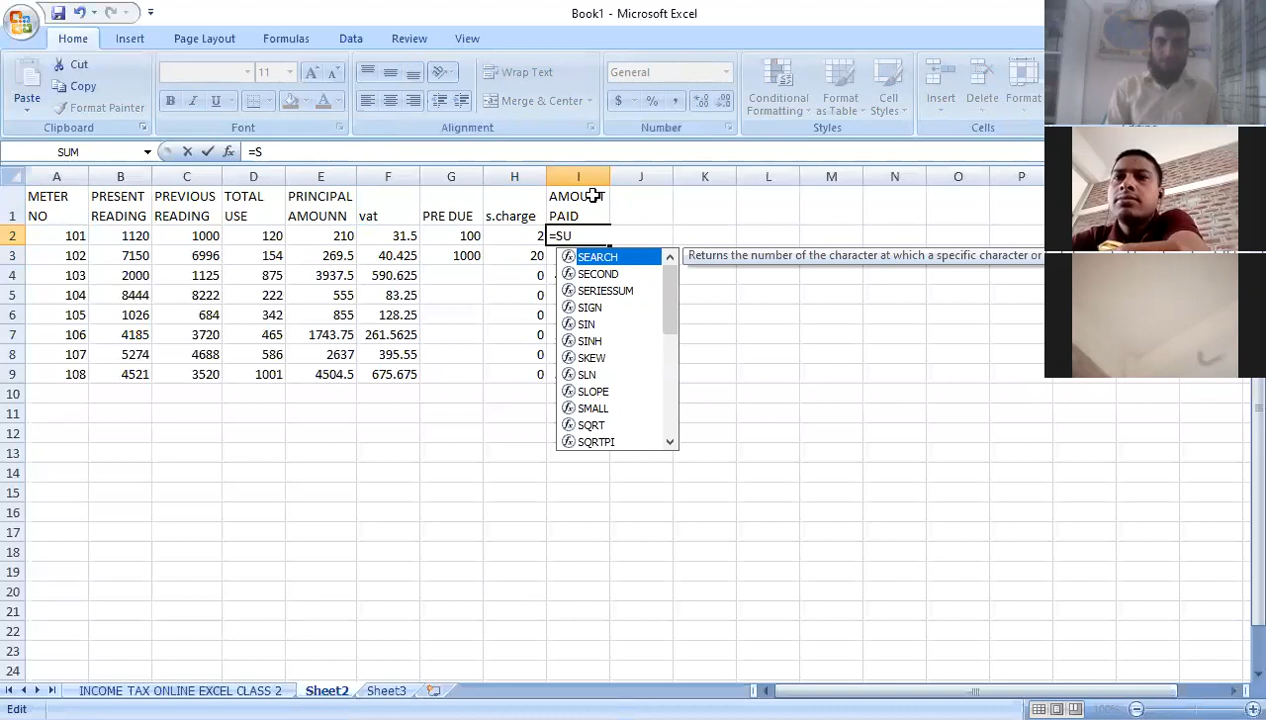 Book1 - Microsoft Excel
Home Insert Page Layout Formulas Data Review View
Cut
Copy
Format Painter
Paste
11
Wrap Text
Merge & Center
General
Conditional Formatting
Format as Table
Cell Styles
Insert Delete Format
Clipboard Font Alignment Number Styles Cells
SUM =S
A B C D E F G H I J K L M N O P
METER PRESENT PREVIOUS TOTAL PRINCIPAL AMOUNT
1 NO READING READING USE AMOUNN vat PRE DUE s.charge PAID
2 101 1120 1000 120 210 31.5 100 2 =SU
3 102 7150 6996 154 269.5 40.425 1000 20
4 103 2000 1125 875 3937.5 590.625 0
5 104 8444 8222 222 555 83.25 0
6 105 1026 684 342 855 128.25 0
7 106 4185 3720 465 1743.75 261.5625 0
8 107 5274 4688 586 2637 395.55 0
9 108 4521 3520 1001 4504.5 675.675 0
10
11
12
13
14
15
16
17
18
19
20
21
22
23
24
SEARCH
SECOND
SERIESSUM
SIGN
SIN
SINH
SKEW
SLN
SLOPE
SMALL
SQRT
SQRTPI
Returns the number of the character at which a specific character or
INCOME TAX ONLINE EXCEL CLASS 2 Sheet2 Sheet3
Edit 100%